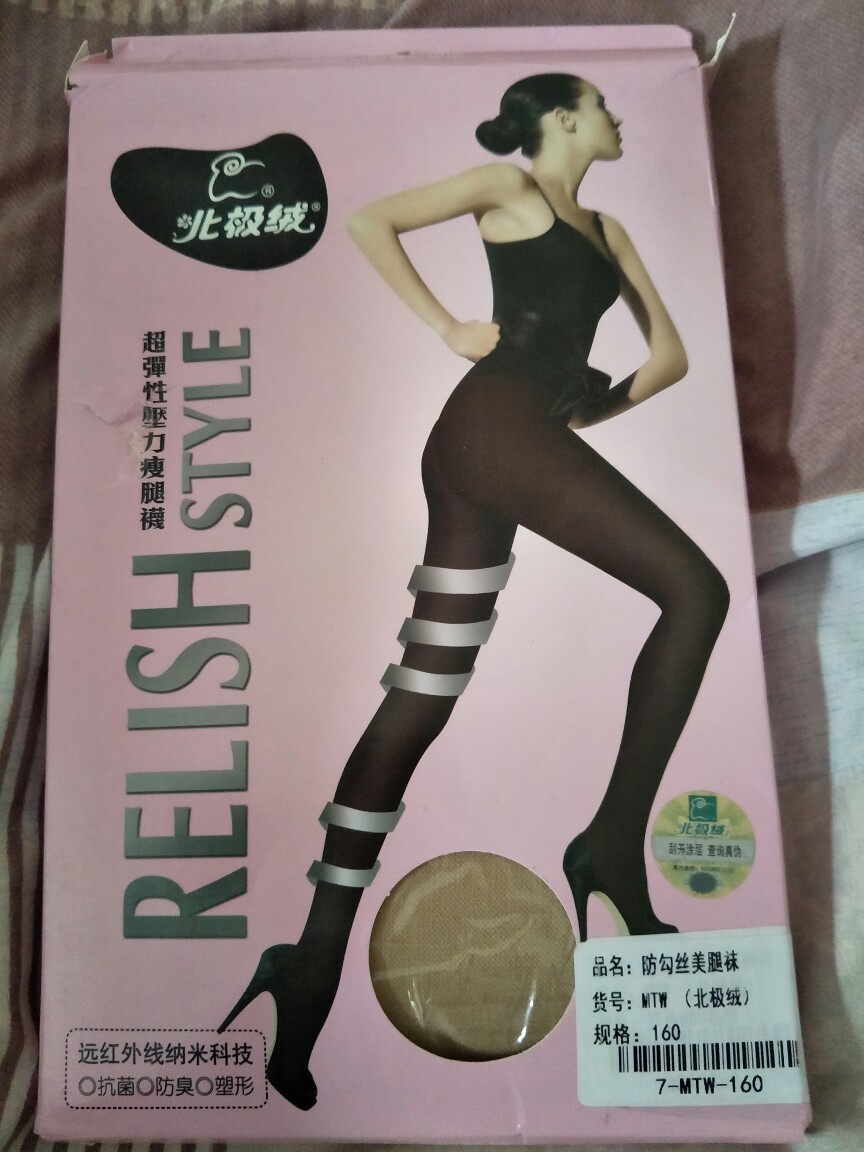 ®
北极绒®
超彈性壓力瘦腿襪
RELISH STYLE
北极绒
刮开涂层 查询真伪
品名：防勾丝美腿袜
货号：MTW （北极绒）
规格：160
7-MTW-160
远红外线纳米科技
○抗菌○防臭○塑形